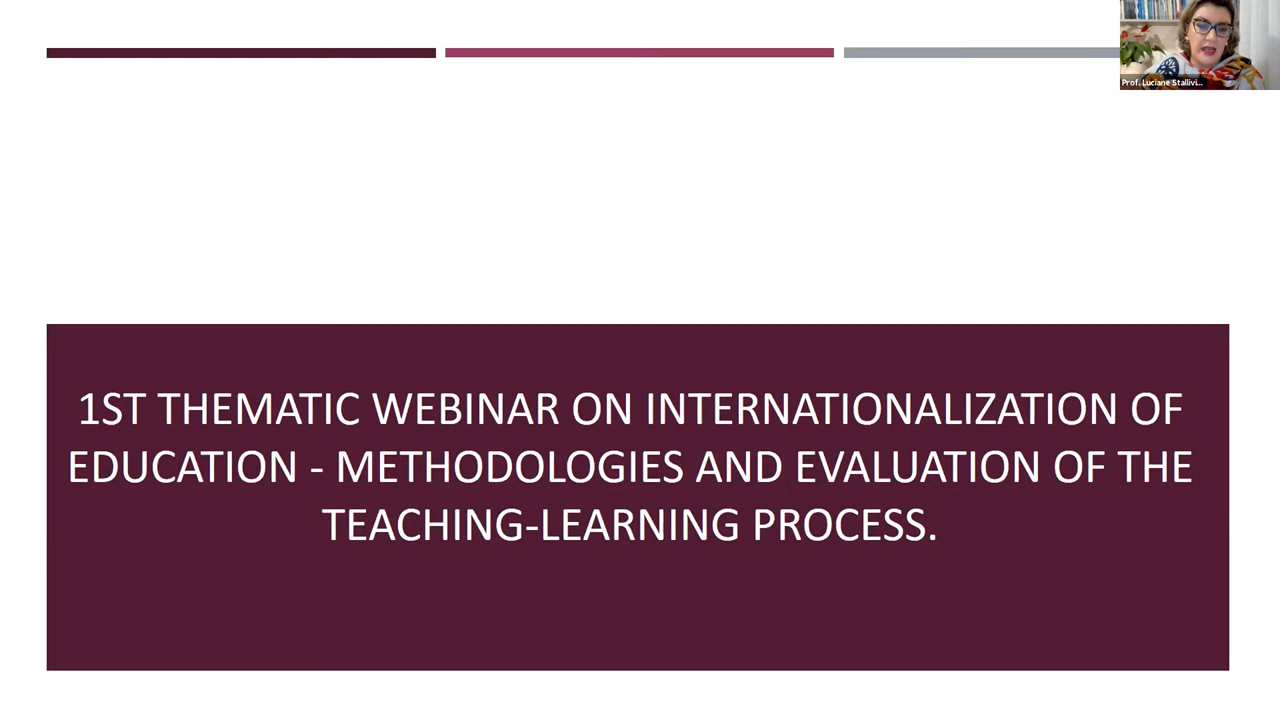 Prof. Luciane Stallivi...
1ST THEMATIC WEBINAR ON INTERNATIONALIZATION OF
EDUCATION - METHODOLOGIES AND EVALUATION OF THE
TEACHING-LEARNING PROCESS.